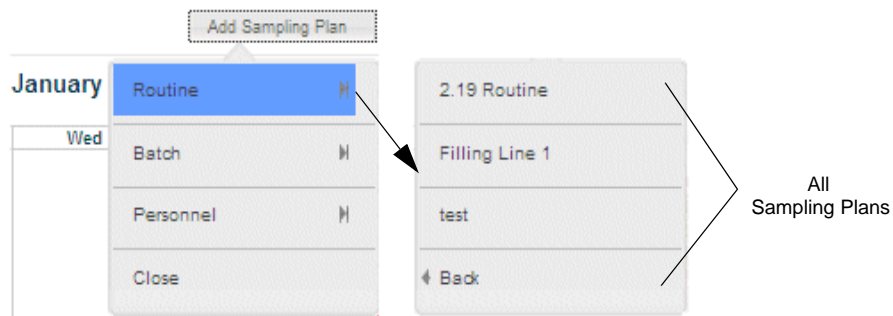 Add Sampling Plan
January
Wed
Routine
Batch
Personnel
Close
2.19 Routine
Filling Line 1
test
Back
All
Sampling Plans